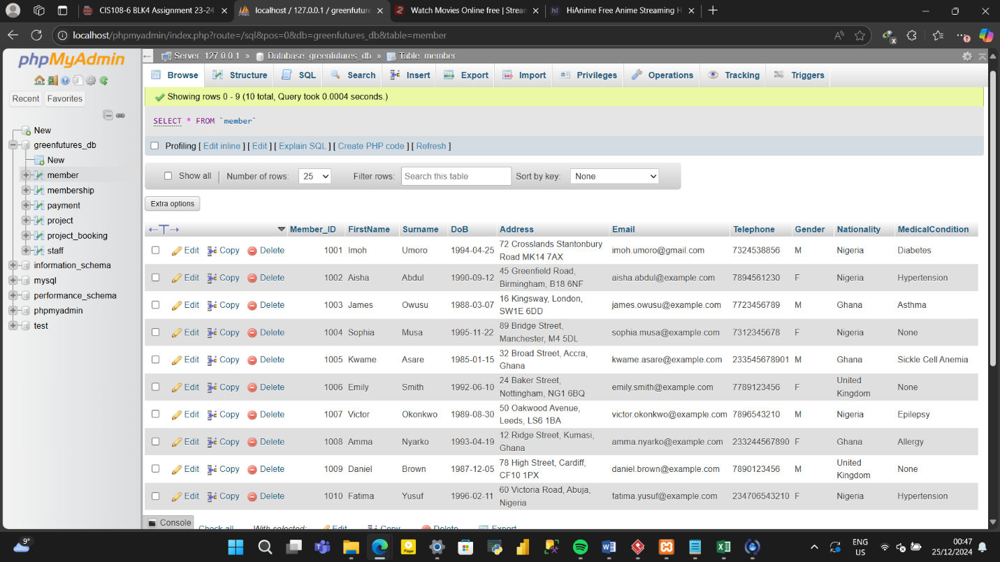 CIS108-6 BLK4 Assignment 23-24
localhost / 127.0.0.1 / greenfuture
Watch Movies Online free | Stream
HiAnime Free Anime Streaming H
localhost/phpmyadmin/index.php?route=/sql&pos=0&db=greenfutures_db&table=member
phpMyAdmin
Recent Favorites
New
greenfutures_db
New
member
membership
payment
project
project_booking
staff
information_schema
mysql
performance_schema
phpmyadmin
test
Server: 127.0.0.1 » Database: greenfutures_db » Table: member
Browse Structure SQL Search Insert Export Import Privileges Operations Tracking Triggers
Showing rows 0 - 9 (10 total, Query took 0.0004 seconds.)
SELECT * FROM `member`
Profiling [ Edit inline ] [ Edit ] [ Explain SQL ] [ Create PHP code ] [ Refresh ]
Show all Number of rows: 25 Filter rows: Search this table Sort by key: None
Extra options
←T→ Member_ID FirstName Surname DoB Address Email Telephone Gender Nationality MedicalCondition
Edit Copy Delete 1001 Imoh Umoro 1994-04-25 72 Crosslands Stantonbury Road MK14 7AX imoh.umoro@gmail.com 7324538856 M Nigeria Diabetes
Edit Copy Delete 1002 Aisha Abdul 1990-09-12 45 Greenfield Road, Birmingham, B18 6NF aisha.abdul@example.com 7894561230 F Nigeria Hypertension
Edit Copy Delete 1003 James Owusu 1988-03-07 16 Kingsway, London, SW1E 6DD james.owusu@example.com 7723456789 M Ghana Asthma
Edit Copy Delete 1004 Sophia Musa 1995-11-22 89 Bridge Street, Manchester, M4 5DL sophia.musa@example.com 7312345678 F Nigeria None
Edit Copy Delete 1005 Kwame Asare 1985-01-15 32 Broad Street, Accra, Ghana kwame.asare@example.com 233545678901 M Ghana Sickle Cell Anemia
Edit Copy Delete 1006 Emily Smith 1992-06-10 24 Baker Street, Nottingham, NG1 6BQ emily.smith@example.com 7789123456 F United Kingdom None
Edit Copy Delete 1007 Victor Okonkwo 1989-08-30 50 Oakwood Avenue, Leeds, LS6 1BA victor.okonkwo@example.com 7896543210 M Nigeria Epilepsy
Edit Copy Delete 1008 Amma Nyarko 1993-04-19 12 Ridge Street, Kumasi, Ghana amma.nyarko@example.com 233244567890 F Ghana Allergy
Edit Copy Delete 1009 Daniel Brown 1987-12-05 78 High Street, Cardiff, CF10 1PX daniel.brown@example.com 7890123456 M United Kingdom None
Edit Copy Delete 1010 Fatima Yusuf 1996-02-11 60 Victoria Road, Abuja, Nigeria fatima.yusuf@example.com 234706543210 F Nigeria Hypertension
Console Check all With selected: Edit Copy Delete Export
9°
ENG
US
00:47
25/12/2024